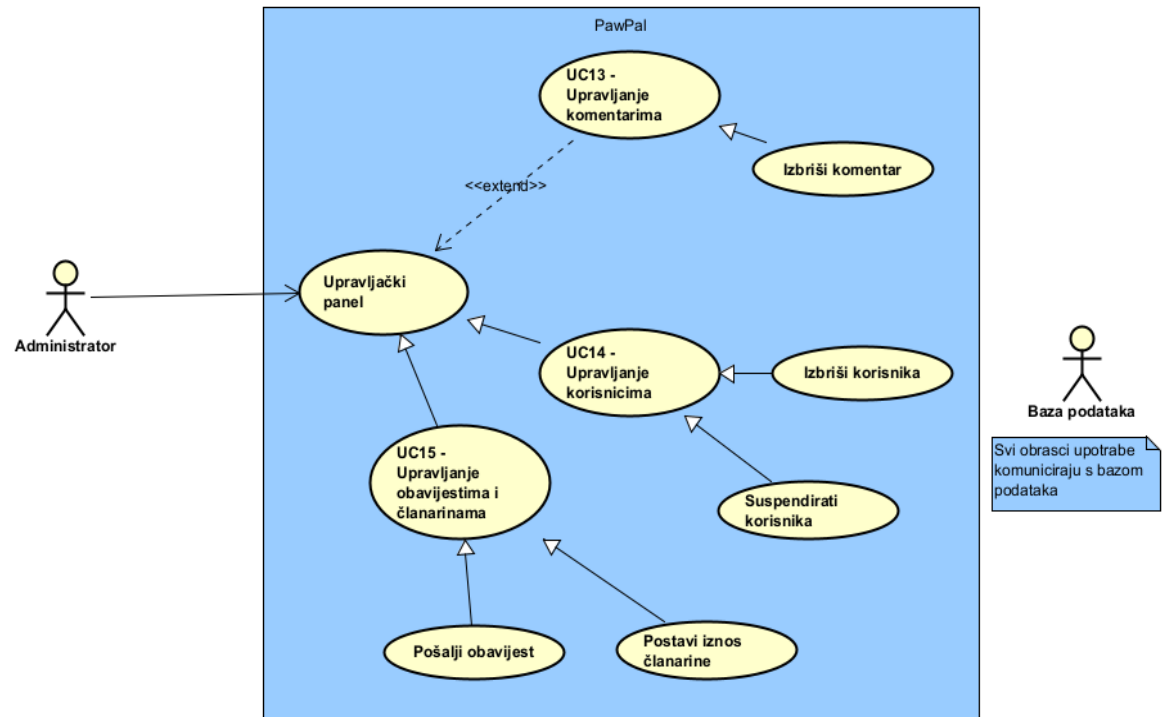 PawPal
UC13 -
Upravljanje
komentarima
Izbriši komentar
<<extend>>
Upravljački
panel
Administrator
UC14 -
Upravljanje
korisnicima
Izbriši korisnika
Baza podataka
Svi obrasci upotrebe
komuniciraju s bazom
podataka
UC15 -
Upravljanje
obavijestima i
članarinama
Suspendirati
korisnika
Pošalji obavijest
Postavi iznos
članarine